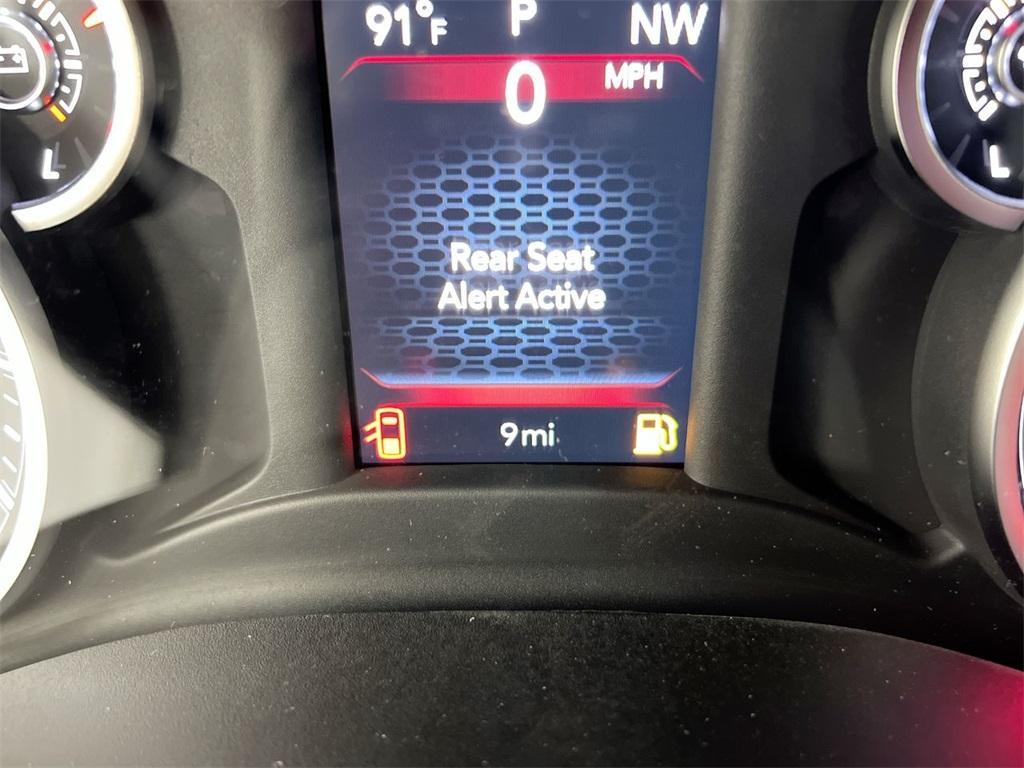 91°F P NW
0 MPH
L
L
Rear Seat
Alert Active
9mi